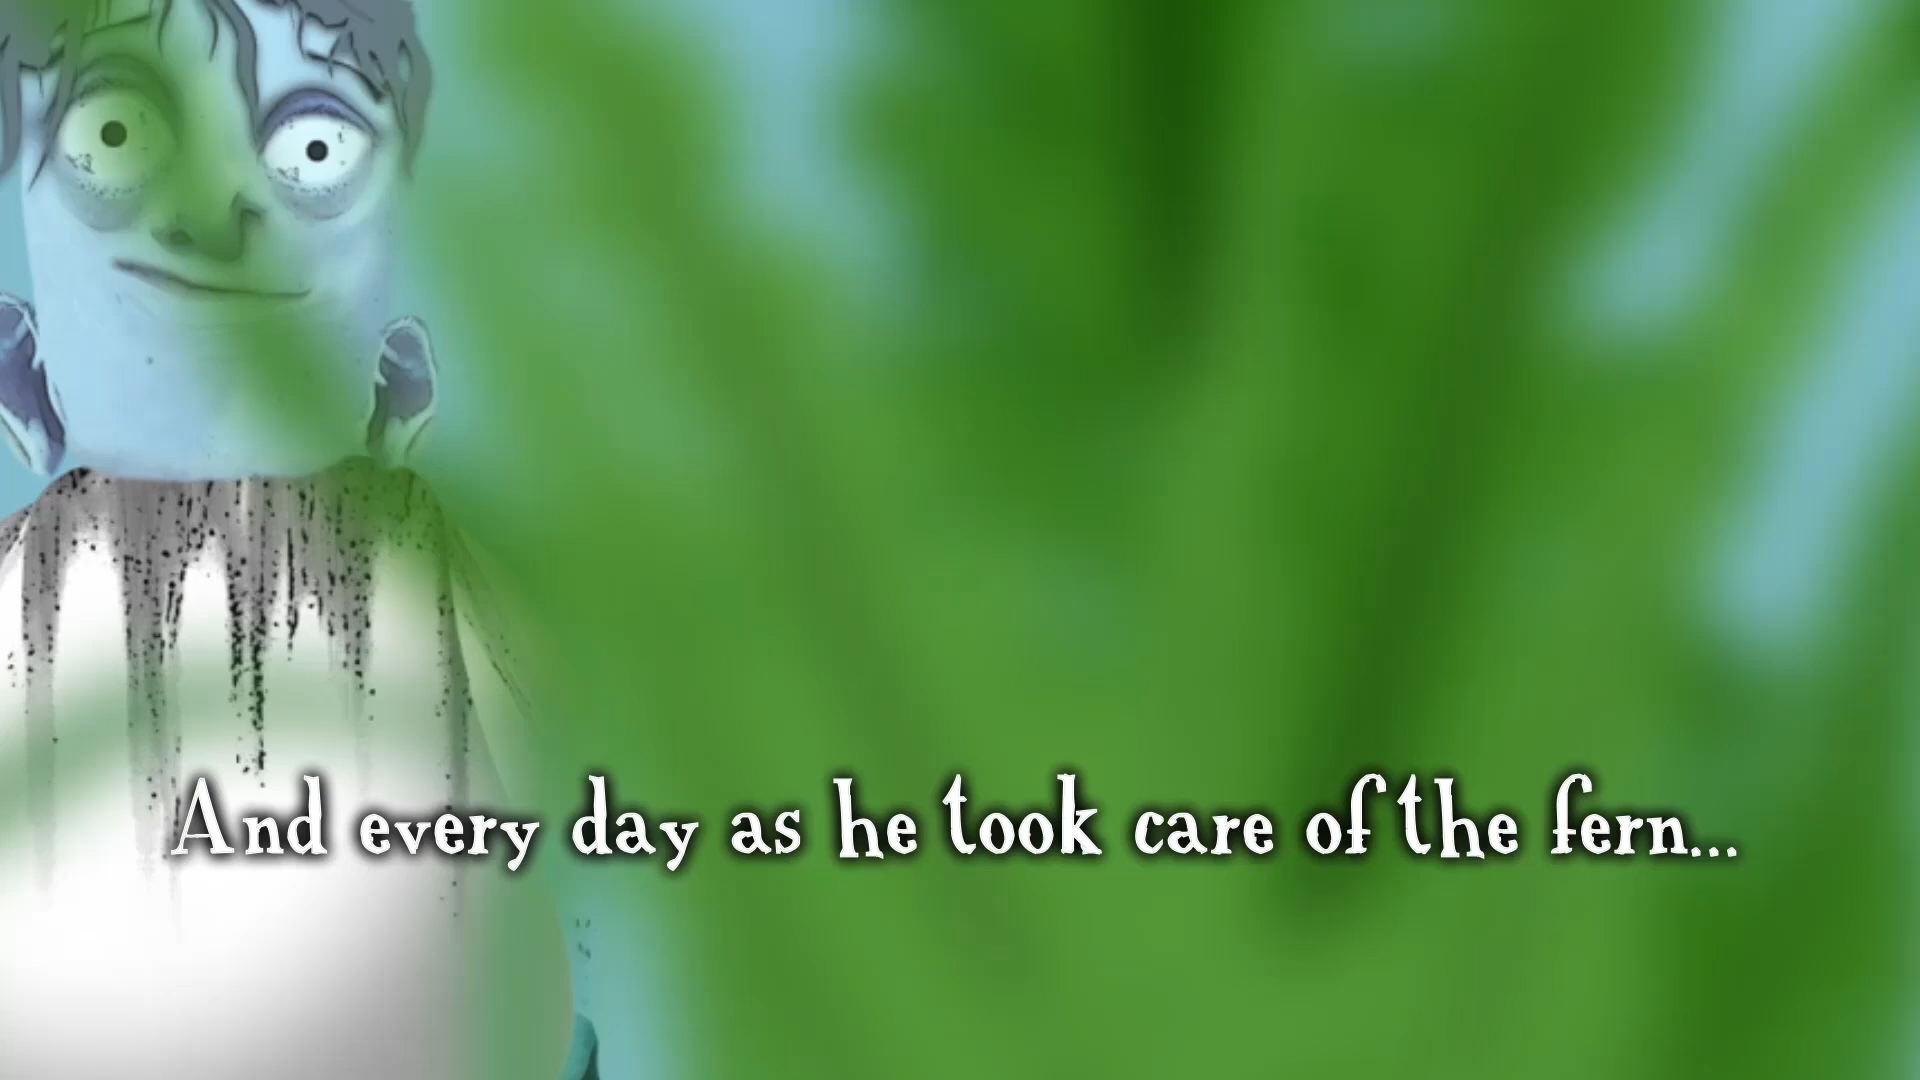 And every day as he took care of the fern...